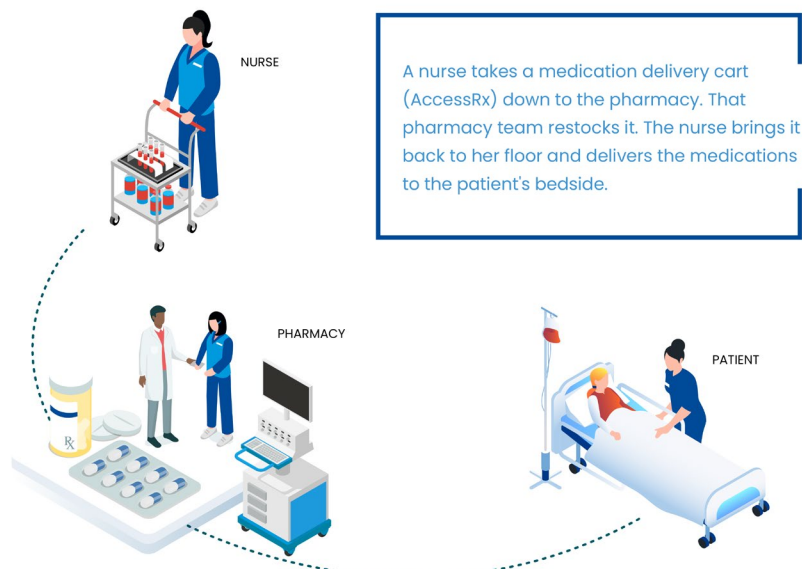 NURSE
A nurse takes a medication delivery cart
(AccessRx) down to the pharmacy. That
pharmacy team restocks it. The nurse brings it
back to her floor and delivers the medications
to the patient's bedside.
PHARMACY
PATIENT
Rx